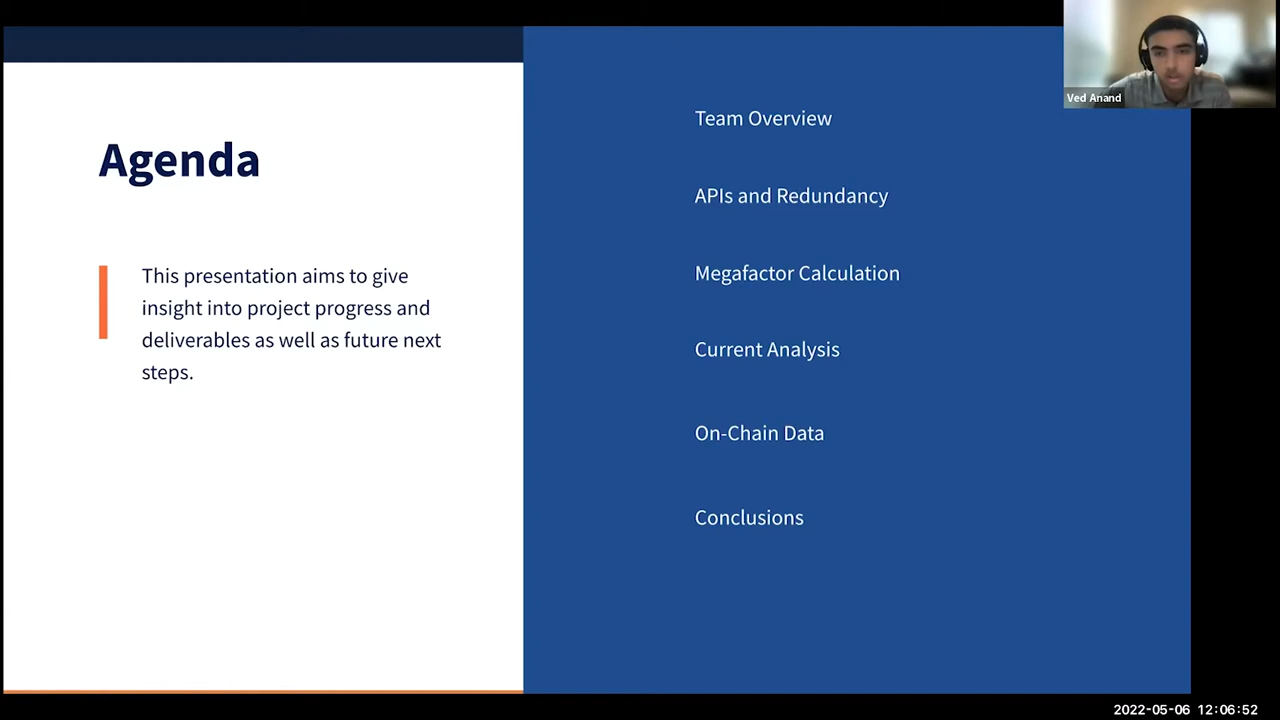 Agenda
This presentation aims to give
insight into project progress and
deliverables as well as future next
steps.
Team Overview
APIs and Redundancy
Megafactor Calculation
Current Analysis
On-Chain Data
Conclusions
Ved Anand
2022-05-06 12:06:52